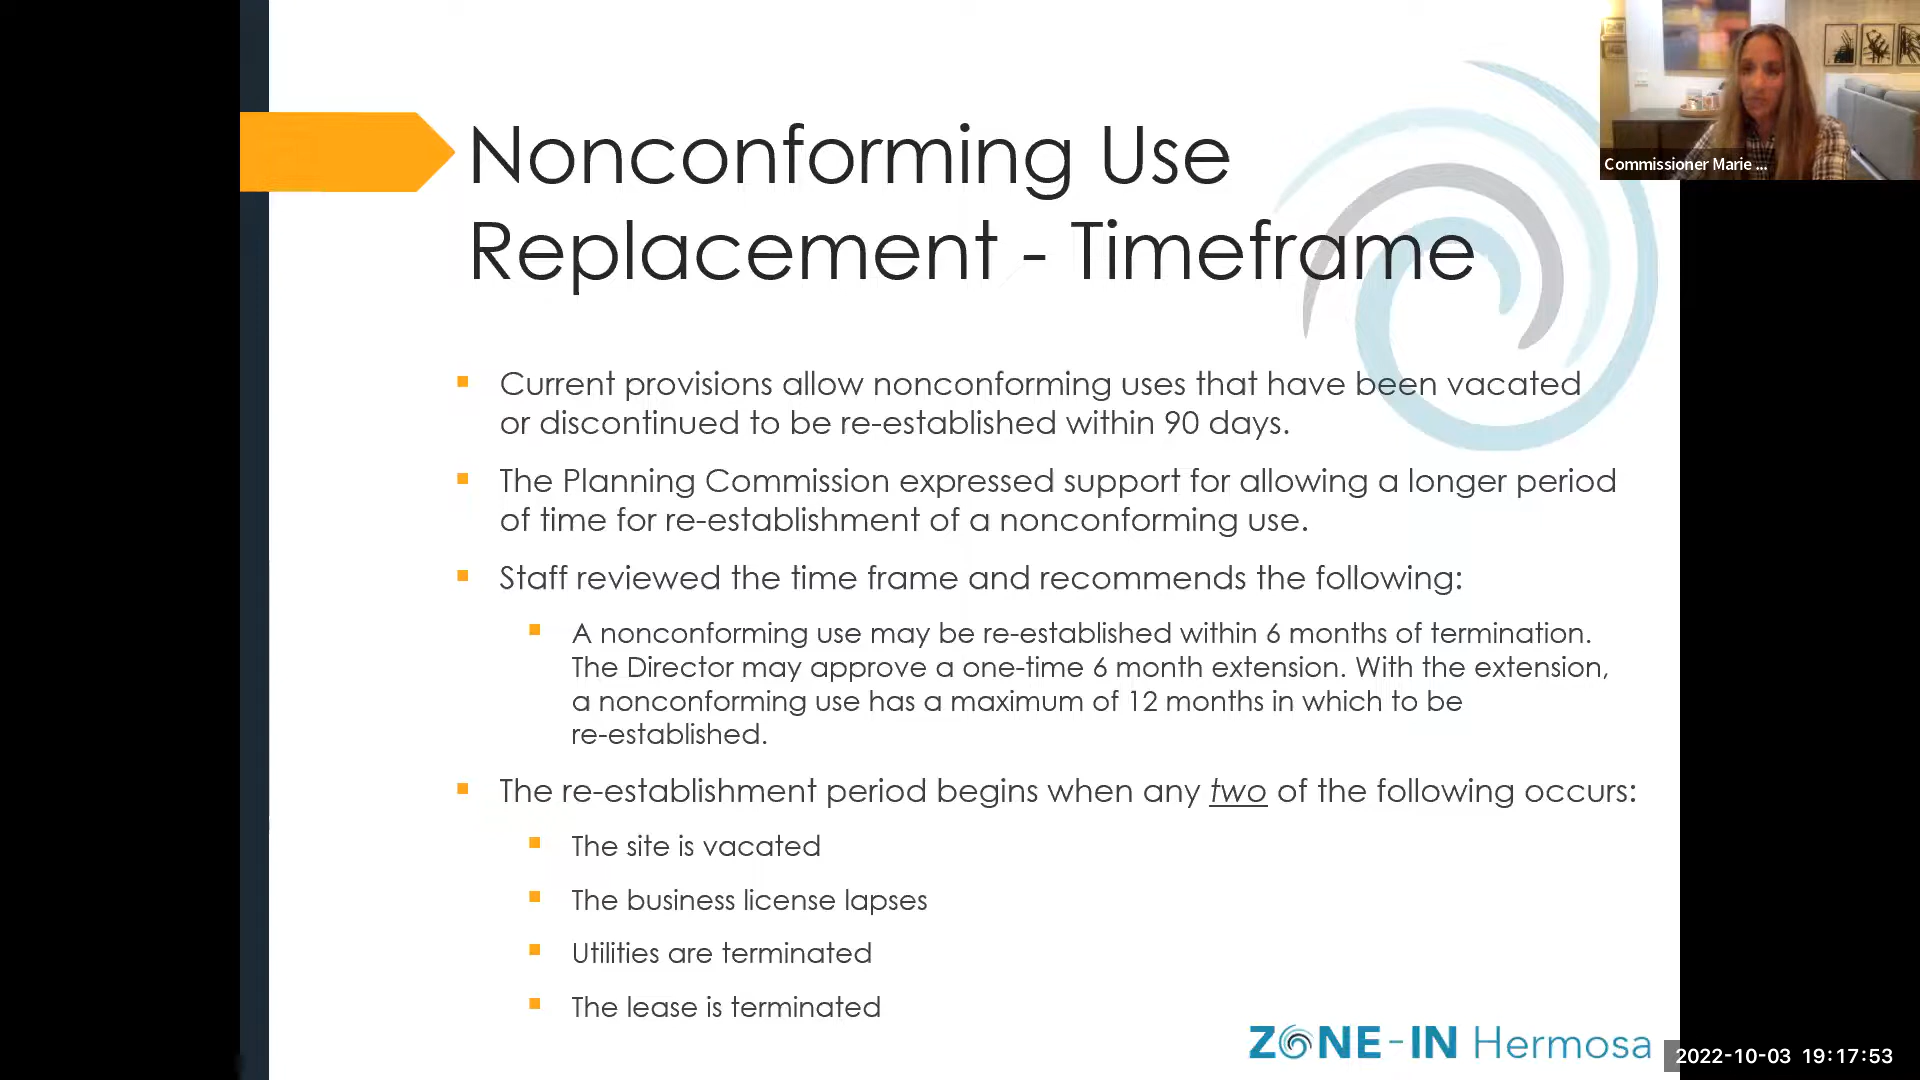 Nonconforming Use
Replacement - Timeframe
Commissioner Marie ...
Current provisions allow nonconforming uses that have been vacated
or discontinued to be re-established within 90 days.
The Planning Commission expressed support for allowing a longer period
of time for re-establishment of a nonconforming use.
Staff reviewed the time frame and recommends the following:
A nonconforming use may be re-established within 6 months of termination.
The Director may approve a one-time 6 month extension. With the extension,
a nonconforming use has a maximum of 12 months in which to be
re-established.
The re-establishment period begins when any two of the following occurs:
The site is vacated
The business license lapses
Utilities are terminated
The lease is terminated
ZONE-IN Hermosa
2022-10-03 19:17:53